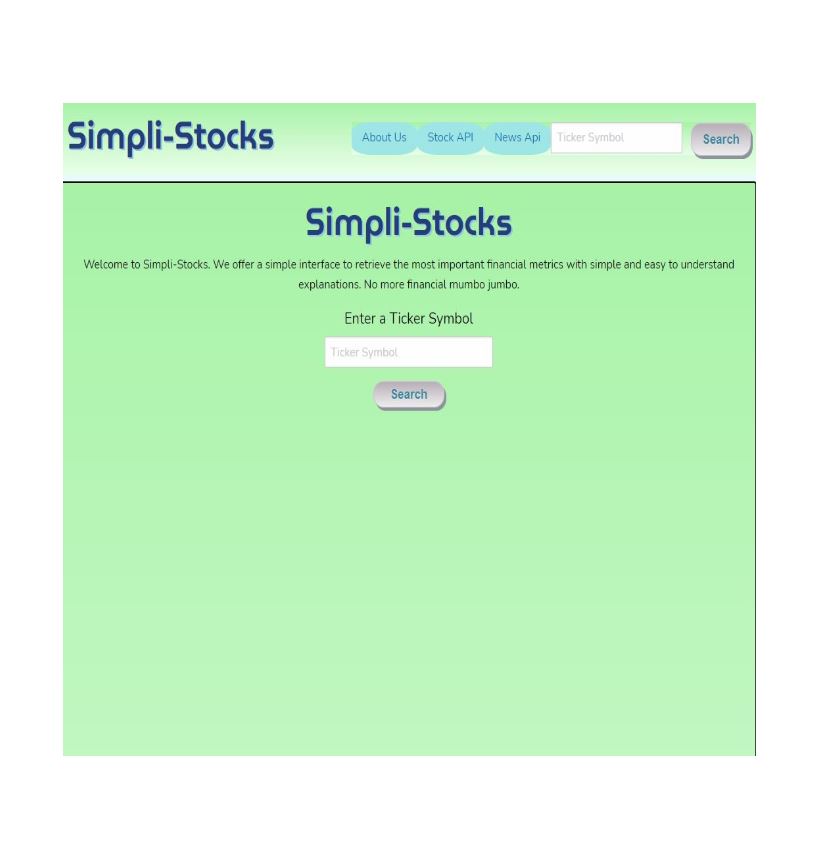 Simpli-Stocks
About Us Stock API News Api Ticker Symbol Search
Simpli-Stocks
Welcome to Simpli-Stocks. We offer a simple interface to retrieve the most important financial metrics with simple and easy to understand
explanations. No more financial mumbo jumbo.
Enter a Ticker Symbol
Ticker Symbol
Search